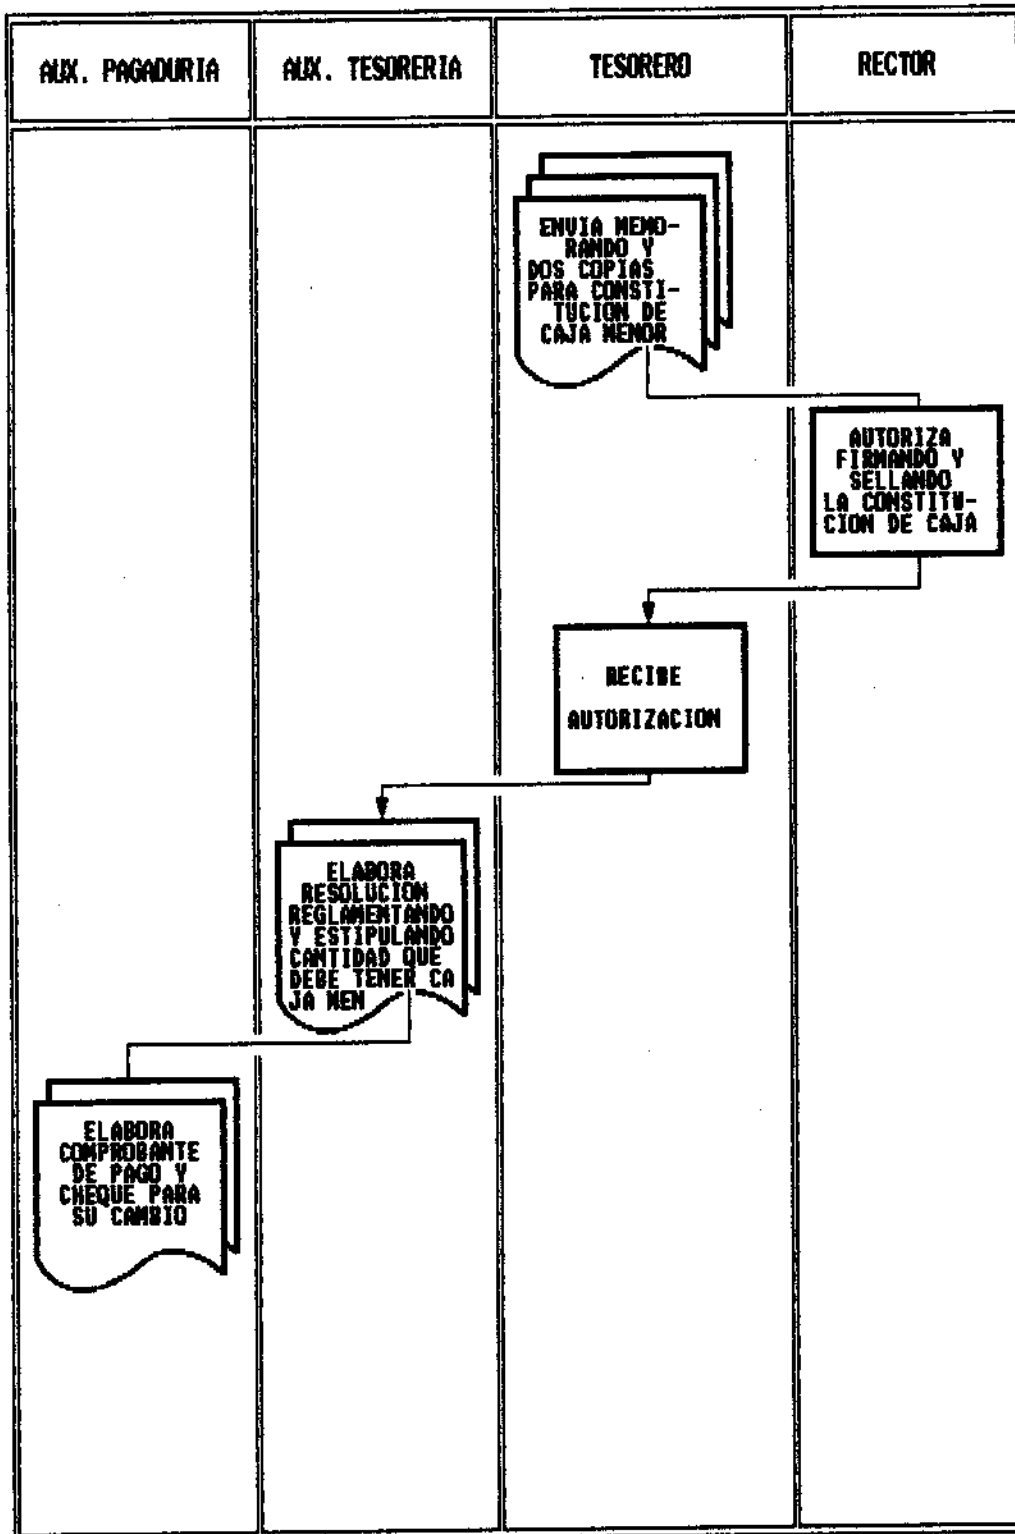 AUX. PAGADURIA
AUX. TESORERIA
TESORERO
RECTOR
ENVIA MEMO-
RANDO Y
DOS COPIAS
PARA CONSTI-
TUCION DE
CAJA MENOR
AUTORIZA
FIRMANDO Y
SELLANDO
LA CONSTITU-
CION DE CAJA
RECIBE
AUTORIZACION
ELABORA
RESOLUCION
REGLAMENTANDO
Y ESTIPULANDO
CANTIDAD QUE
DEBE TENER CA
JA MEN
ELABORA
COMPROBANTE
DE PAGO Y
CHEQUE PARA
SU CAMBIO